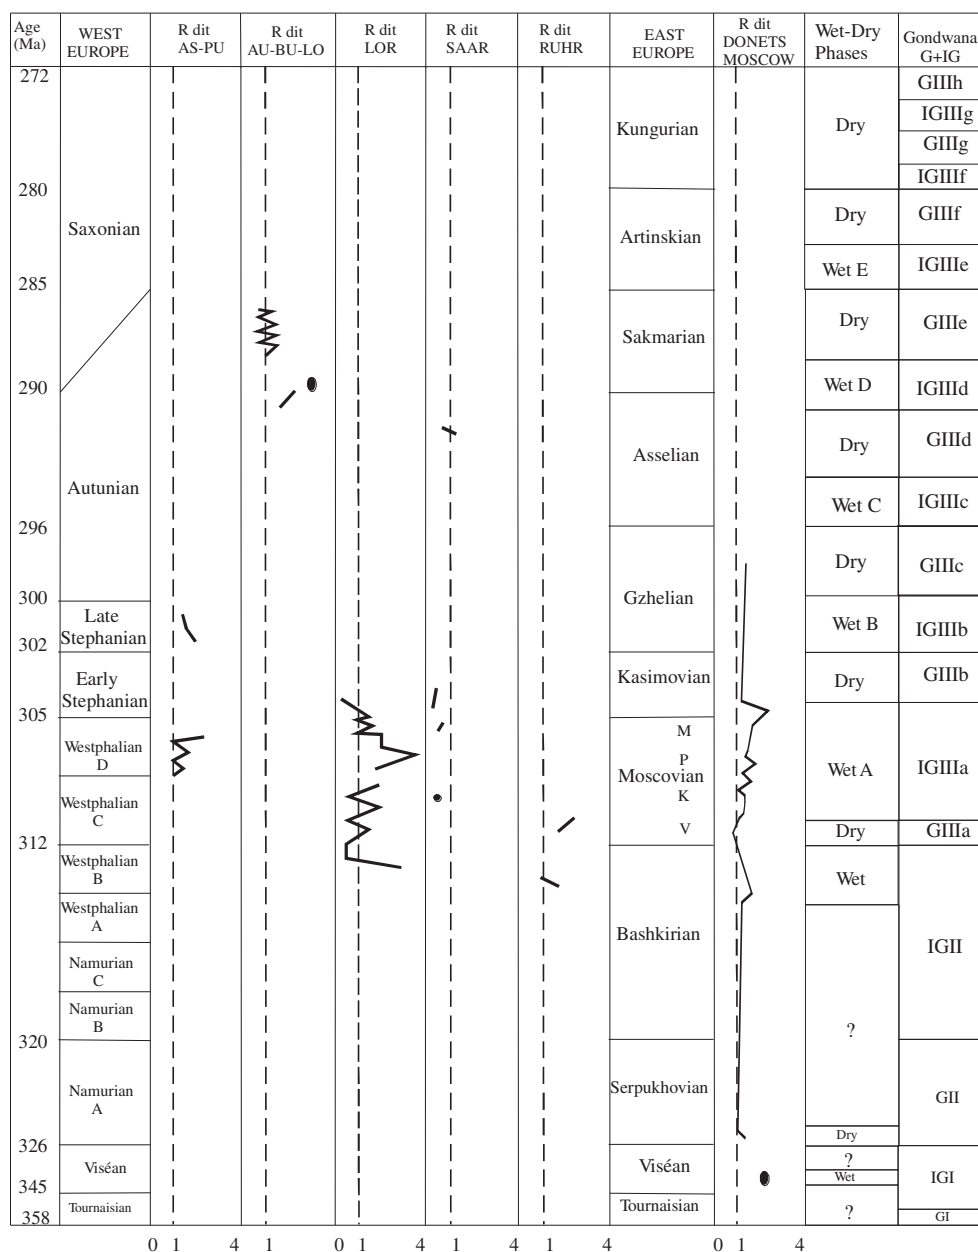 Age
(Ma)
WEST
EUROPE
R dit
AS-PU
R dit
AU-BU-LO
R dit
LOR
R dit
SAAR
R dit
RUHR
EAST
EUROPE
R dit
DONETS
MOSCOW
Wet-Dry
Phases
Gondwana
G+IG
272
GIIIh
IGIIIg
Kungurian
Dry
GIIIg
IGIIIf
280
Saxonian
Artinskian
Dry
GIIIf
Wet E
IGIIIe
285
Sakmarian
Dry
GIIIe
290
Wet D
IGIIId
Autunian
Asselian
Dry
GIIId
Wet C
IGIIIc
296
Dry
GIIIc
300
Gzhelian
Late
Stephanian
Wet B
IGIIIb
302
Early
Stephanian
Kasimovian
Dry
GIIIb
305
M
Westphalian
D
P
Moscovian
Wet A
IGIIIa
Westphalian
C
K
V
Dry
GIIIa
312
Westphalian
B
Wet
Westphalian
A
Bashkirian
IGII
Namurian
C
Namurian
B
?
320
Namurian
A
Serpukhovian
GII
Dry
326
Viséan
Viséan
?
Wet
IGI
345
Tournaisian
Tournaisian
?
GI
358
0 1 4 1 0 1 4 1 4 1 4 0 1 4